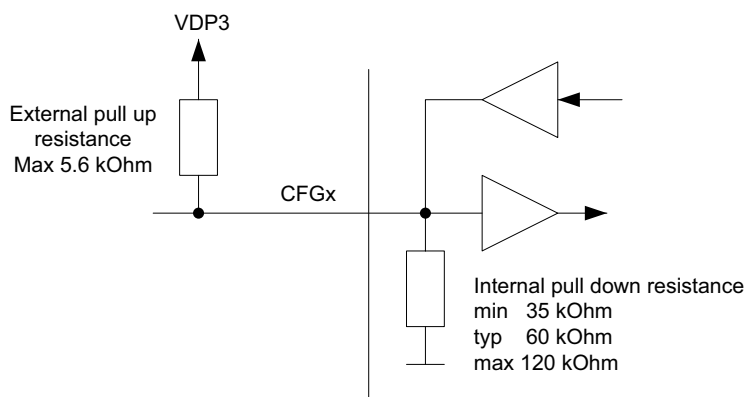 VDP3
External pull up
resistance
Max 5.6 kOhm
CFGx
Internal pull down resistance
min 35 kOhm
typ 60 kOhm
max 120 kOhm